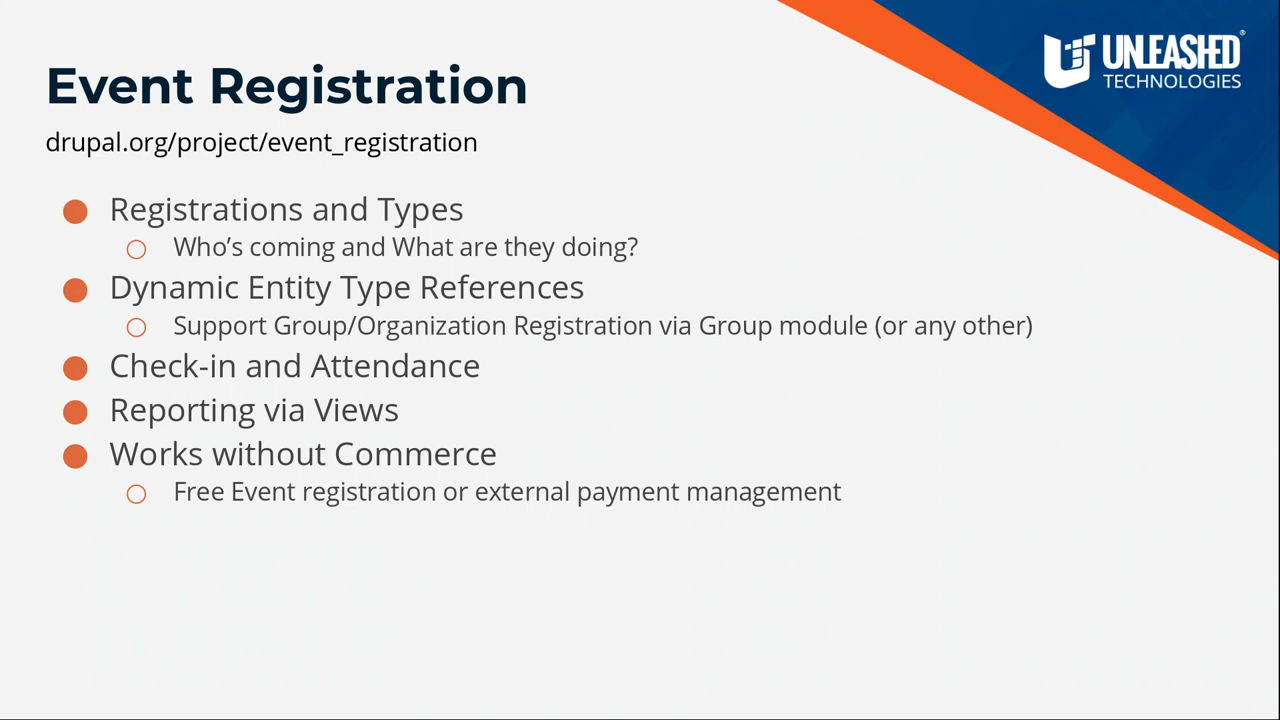 UNLEASHED®
TECHNOLOGIES
Event Registration
drupal.org/project/event_registration
● Registrations and Types
○ Who’s coming and What are they doing?
● Dynamic Entity Type References
○ Support Group/Organization Registration via Group module (or any other)
● Check-in and Attendance
● Reporting via Views
● Works without Commerce
○ Free Event registration or external payment management